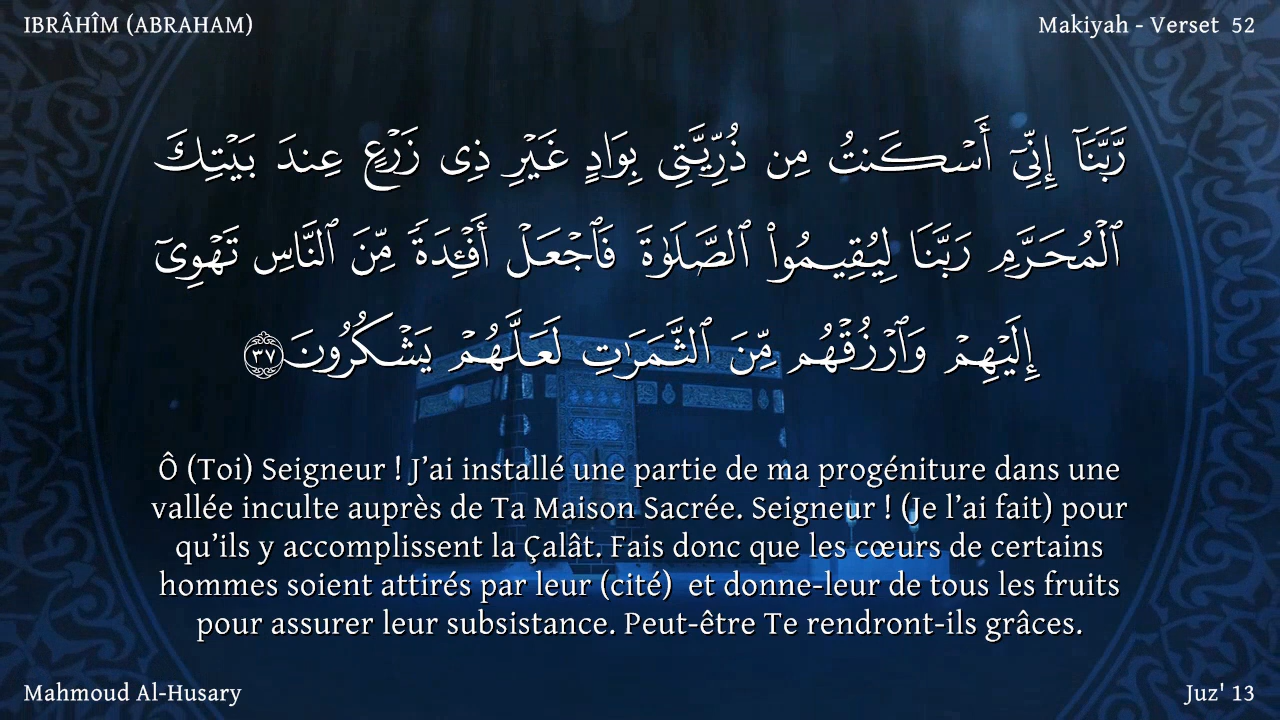 IBRÂHÎM (ABRAHAM)
Makiyah - Verset 52
رَّبَّنَآ إِنِّىٓ أَسْكَنتُ مِن ذُرِّيَّتِى بِوَادٍ غَيْرِ ذِى زَرْعٍ عِندَ بَيْتِكَ
ٱلْمُحَرَّمِ رَبَّنَا لِيُقِيمُوا۟ ٱلصَّلَوٰةَ فَٱجْعَلْ أَفْـِٔدَةً مِّنَ ٱلنَّاسِ تَهْوِىٓ
إِلَيْهِمْ وَٱرْزُقْهُم مِّنَ ٱلثَّمَرَٰتِ لَعَلَّهُمْ يَشْكُرُونَ ٣٧
Ô (Toi) Seigneur ! J’ai installé une partie de ma progéniture dans une
vallée inculte auprès de Ta Maison Sacrée. Seigneur ! (Je l’ai fait) pour
qu’ils y accomplissent la Çalât. Fais donc que les cœurs de certains
hommes soient attirés par leur (cité) et donne-leur de tous les fruits
pour assurer leur subsistance. Peut-être Te rendront-ils grâces.
Mahmoud Al-Husary
Juz' 13